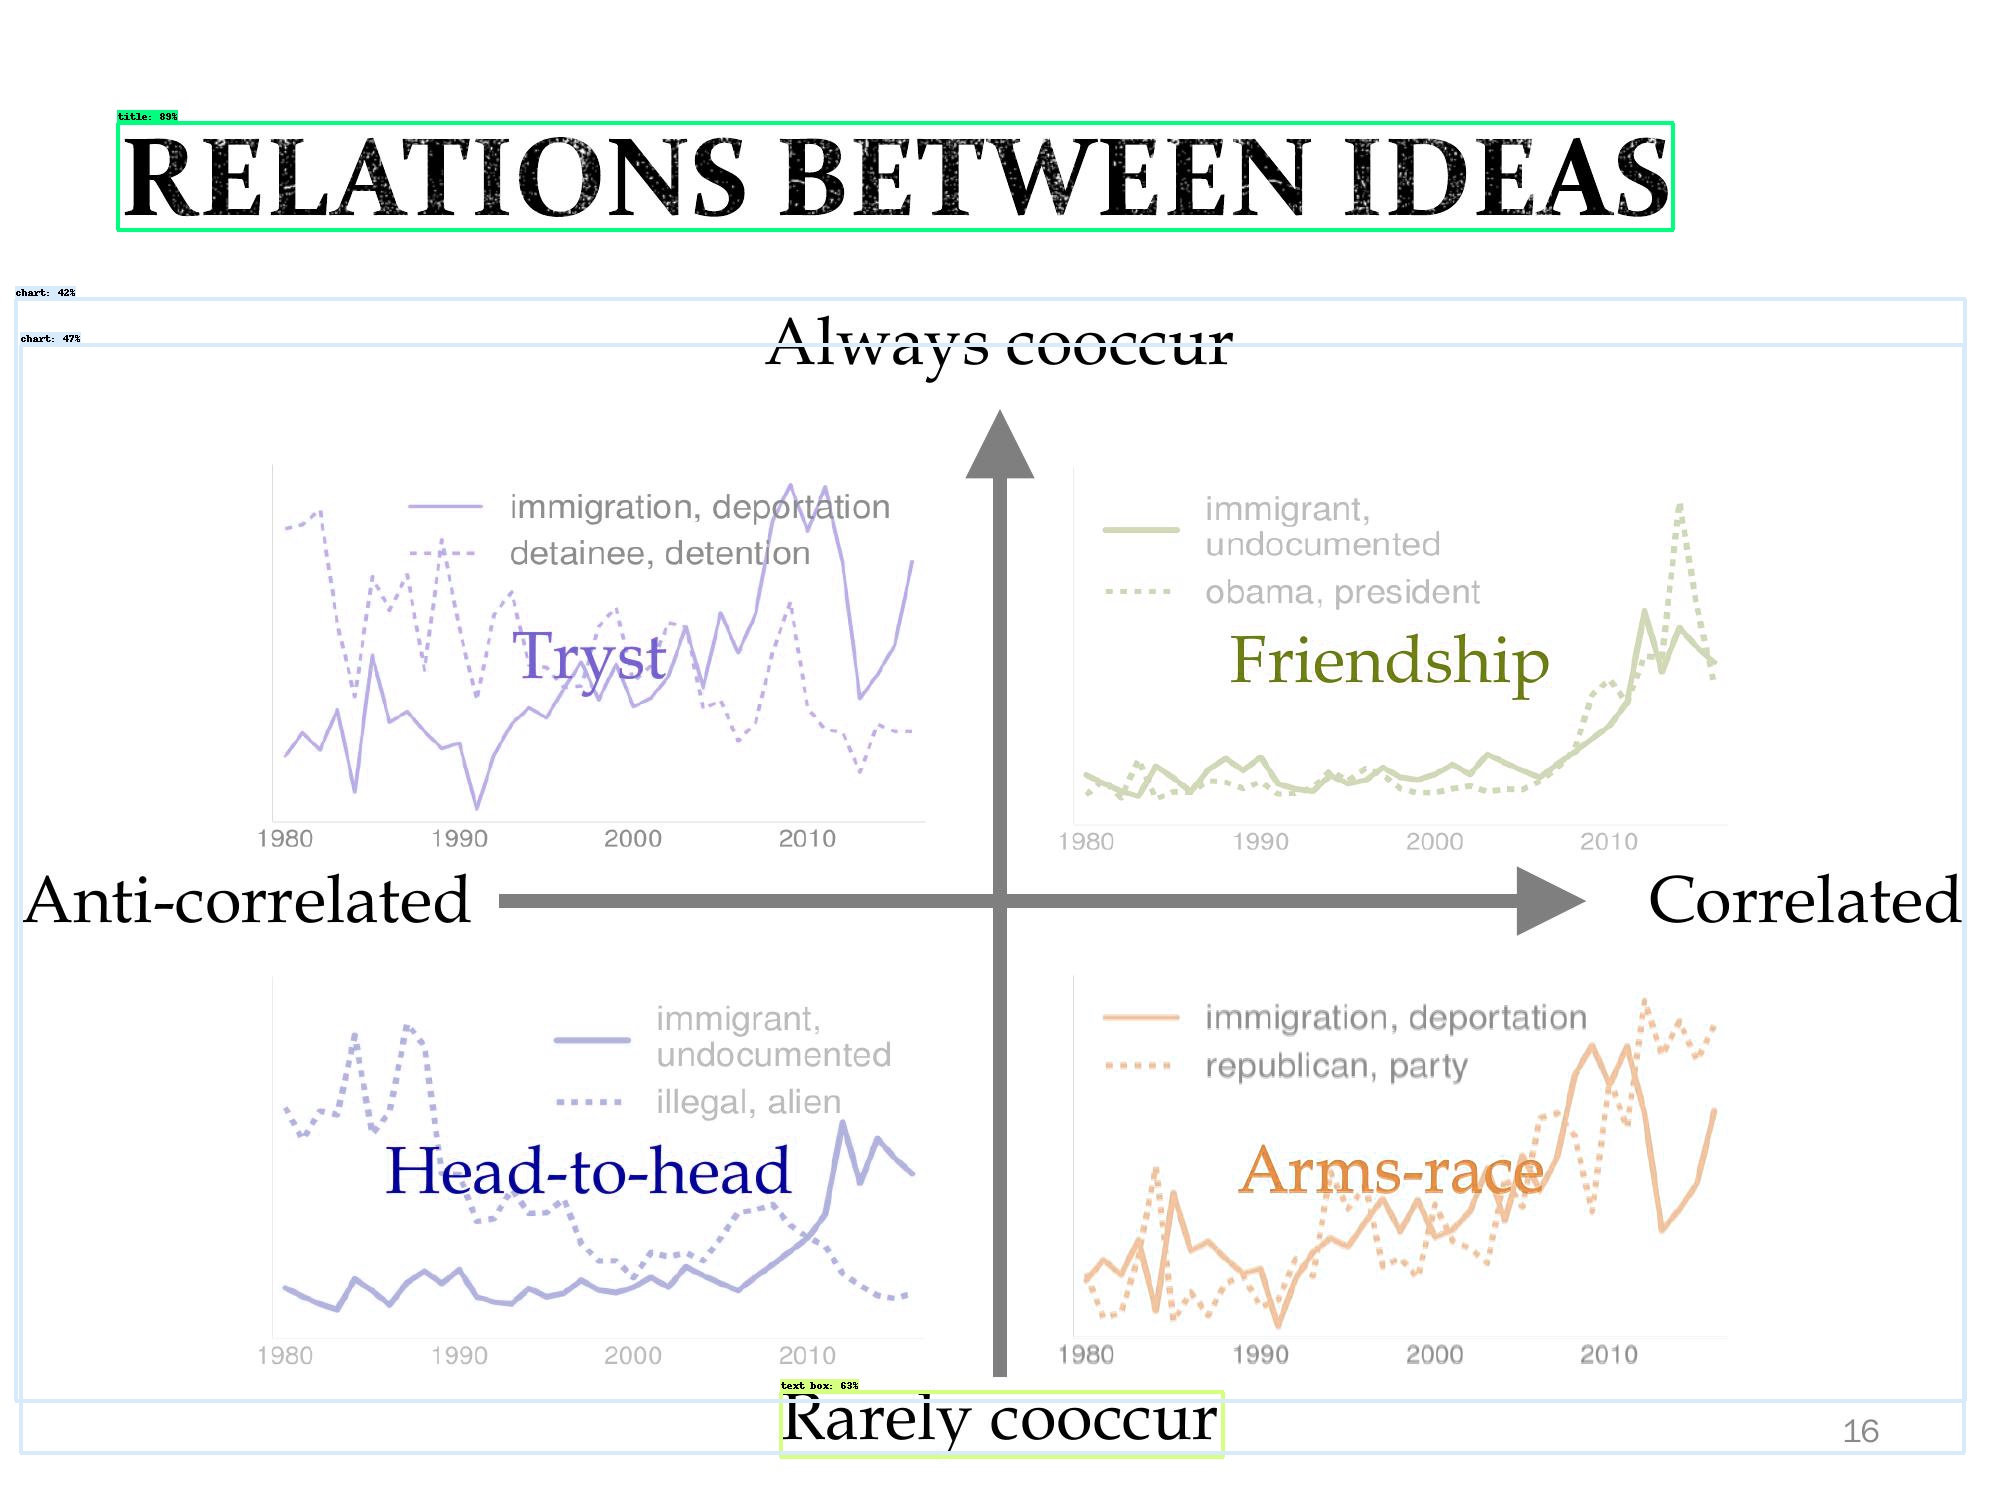 title: 89%
RELATIONS BETWEEN IDEAS
chart: 42%
chart: 47%
Always cooccur
immigration, deportation
detainee, detention
Tryst
1980 1990 2000 2010
immigrant,
undocumented
obama, president
Friendship
1980 1990 2000 2010
Anti-correlated
Correlated
immigrant,
undocumented
illegal, alien
Head-to-head
1980 1990 2000 2010
immigration, deportation
republican, party
Arms-race
1980 1990 2000 2010
text box: 63%
Rarely cooccur
16